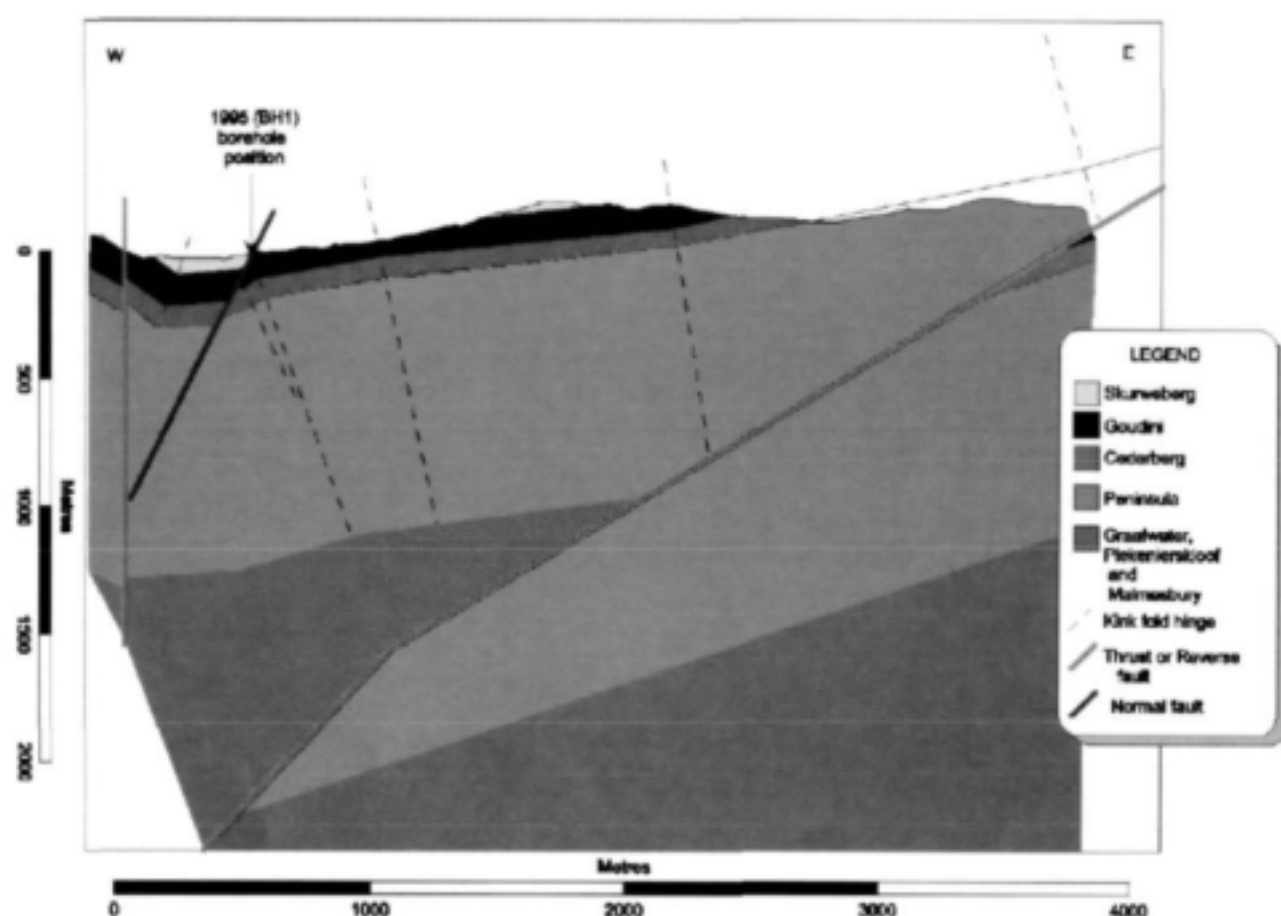 W
E
1995 (BH1)
borehole
position
0
500
1000
1500
2000
Metres
LEGEND
Skurweberg
Goudini
Cederberg
Peninsula
Graafwater,
Piekenierskloof
and
Malmesbury
Kink fold hinge
Thrust or Reverse
fault
Normal fault
Metres
0
1000
2000
3000
4000